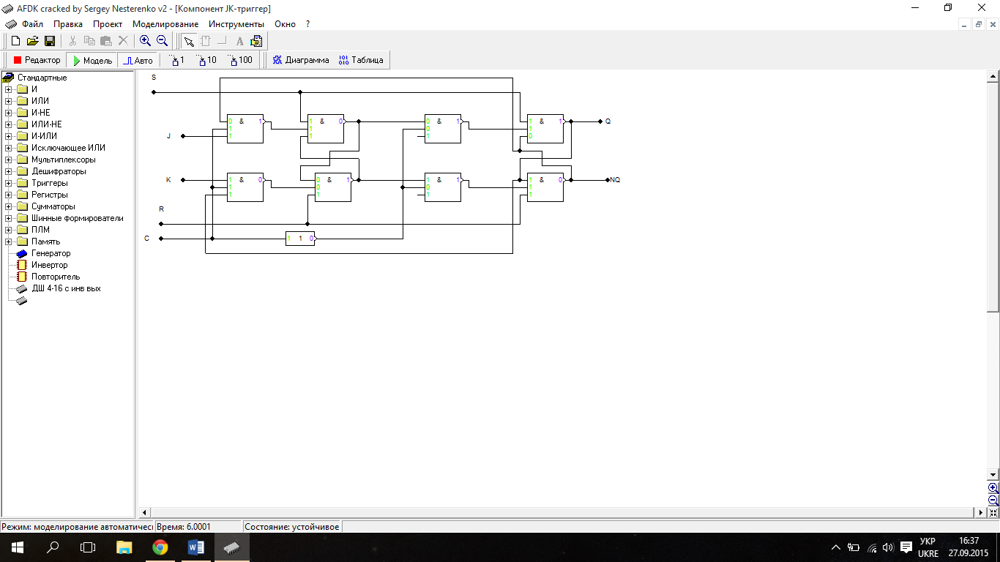 AFDK cracked by Sergey Nesterenko v2 - [Компонент JK-триггер]
Файл Правка Проект Моделирование Инструменты Окно ?
Редактор Модель Авто 1 10 100 Диаграмма Таблица
Стандартные
И
ИЛИ
И-НЕ
ИЛИ-НЕ
И-ИЛИ
Исключающее ИЛИ
Мультиплексоры
Дешифраторы
Триггеры
Регистры
Сумматоры
Шинные формирователи
ПЛМ
Память
Генератор
Инвертор
Повторитель
ДШ 4-16 с инв вых
S
0 & 1 1 & 0 0 & 1 1 & 1 Q
1 1 0 1
J 1 1 1 0
K 1 & 0 0 & 1 1 & 1 1 & 0 NQ
1 0 0 1
1 1 1 1
R
C 1 1 0
Режим: моделирование автоматичесн Время: 6.0001 Состояние: устойчивое
УКР 16:37
UKRE 27.09.2015